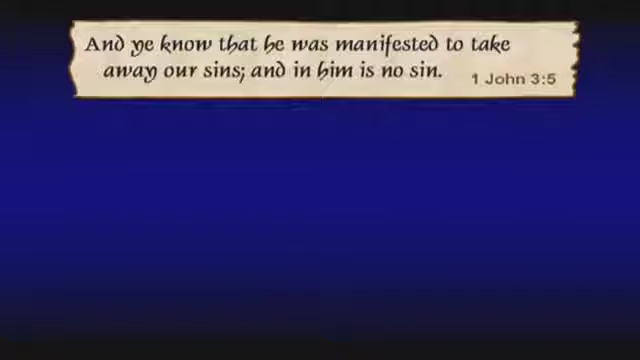 And ye know that he was manifested to take
away our sins; and in him is no sin.
1 John 3:5